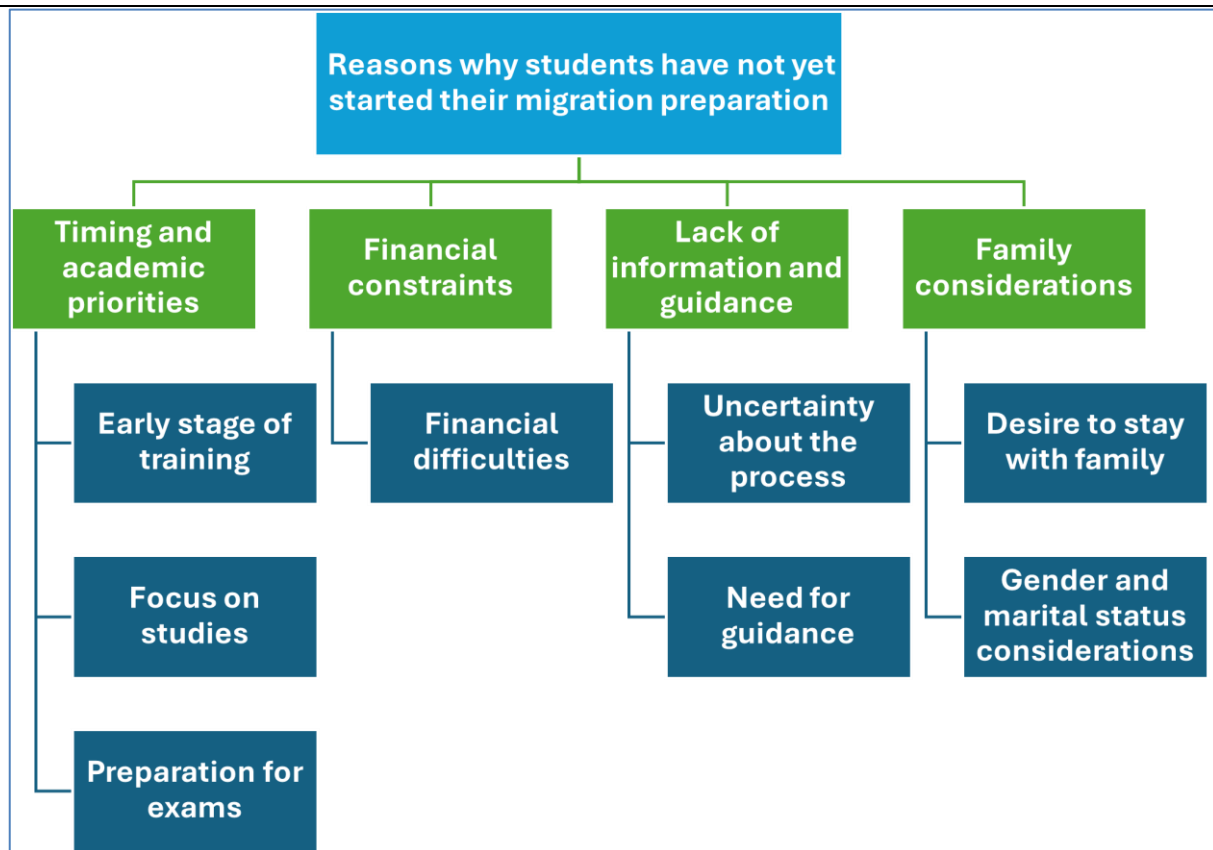 Reasons why students have not yet
started their migration preparation
Timing and
academic
priorities
Financial
constraints
Lack of
information and
guidance
Family
considerations
Early stage of
training
Financial
difficulties
Uncertainty
about the
process
Desire to stay
with family
Focus on
studies
Need for
guidance
Gender and
marital status
considerations
Preparation for
exams